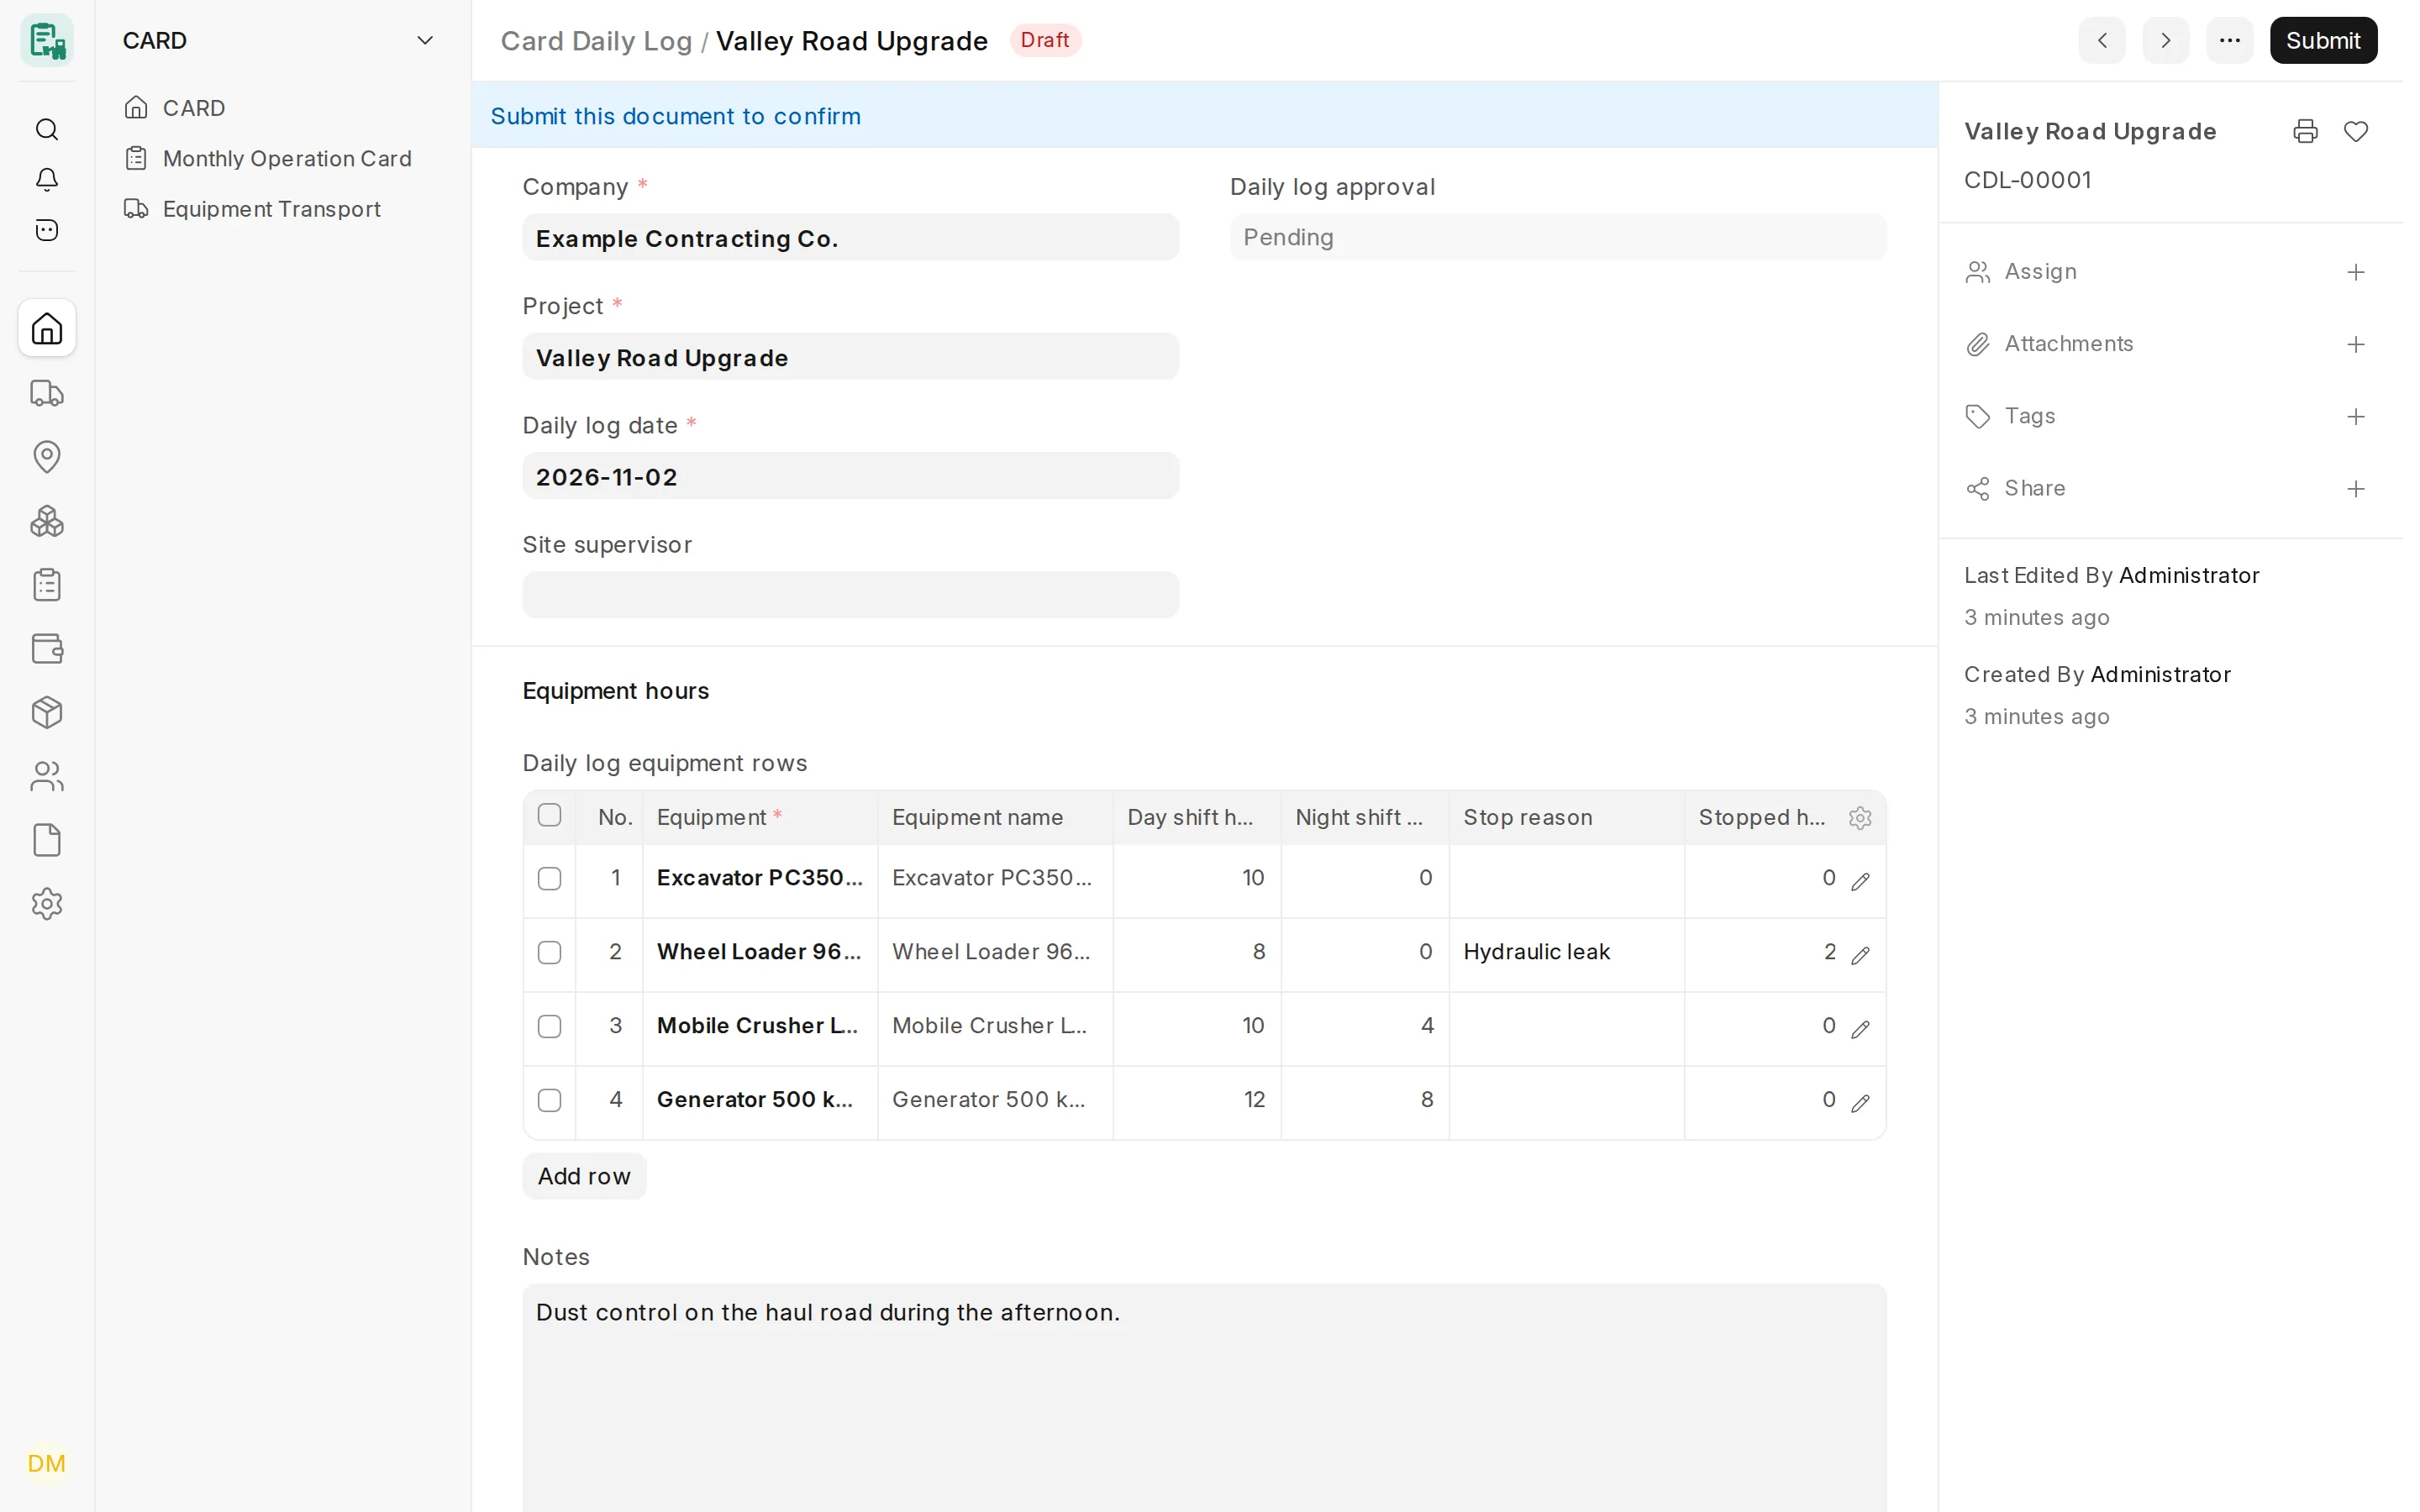 CARD
CARD
Monthly Operation Card
Equipment Transport
DM
Card Daily Log / Valley Road Upgrade Draft
Submit
Submit this document to confirm
Company *
Example Contracting Co.
Daily log approval
Pending
Project *
Valley Road Upgrade
Daily log date *
2026-11-02
Site supervisor
Equipment hours
Daily log equipment rows
No. Equipment * Equipment name Day shift h... Night shift ... Stop reason Stopped h...
1 Excavator PC350... Excavator PC350... 10 0 0
2 Wheel Loader 96... Wheel Loader 96... 8 0 Hydraulic leak 2
3 Mobile Crusher L... Mobile Crusher L... 10 4 0
4 Generator 500 k... Generator 500 k... 12 8 0
Add row
Notes
Dust control on the haul road during the afternoon.
Valley Road Upgrade
CDL-00001
Assign
Attachments
Tags
Share
Last Edited By Administrator
3 minutes ago
Created By Administrator
3 minutes ago